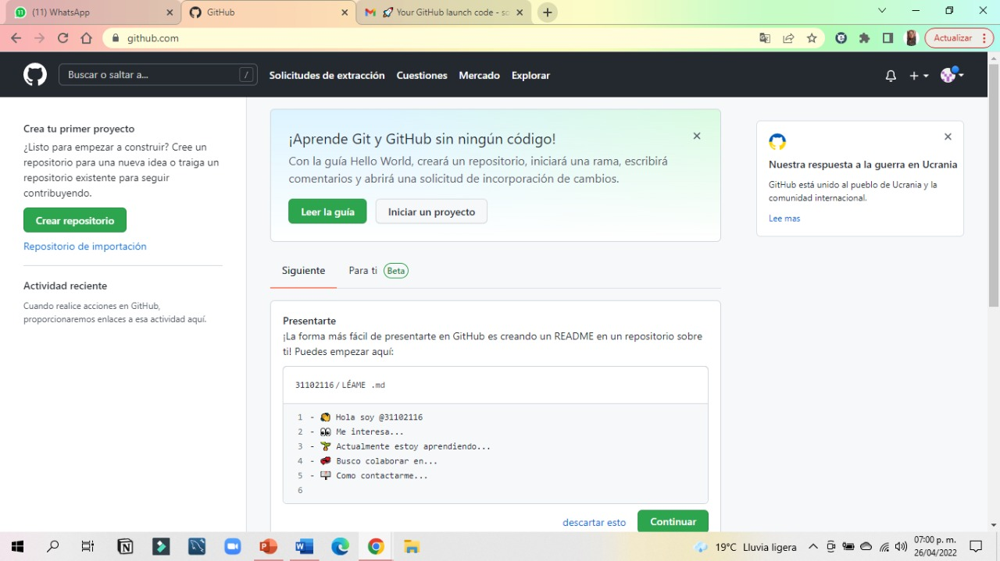 (11) WhatsApp
GitHub
Your GitHub launch code - sc
github.com
Actualizar
Buscar o saltar a...
/
Solicitudes de extracción
Cuestiones
Mercado
Explorar
Crea tu primer proyecto
¿Listo para empezar a construir? Cree un
repositorio para una nueva idea o traiga un
repositorio existente para seguir
contribuyendo.
Crear repositorio
Repositorio de importación
Actividad reciente
Cuando realice acciones en GitHub,
proporcionaremos enlaces a esa actividad aquí.
¡Aprende Git y GitHub sin ningún código!
Con la guía Hello World, creará un repositorio, iniciará una rama, escribirá
comentarios y abrirá una solicitud de incorporación de cambios.
Leer la guía
Iniciar un proyecto
Siguiente
Para ti Beta
Presentarte
¡La forma más fácil de presentarte en GitHub es creando un README en un repositorio sobre
ti! Puedes empezar aquí:
31102116/LÉAME .md
1 - 👋 Hola soy @31102116
2 - 👀 Me interesa...
3 - 🌱 Actualmente estoy aprendiendo...
4 - 💞️ Busco colaborar en...
5 - 📫 Como contactarme...
6
descartar esto
Continuar
Nuestra respuesta a la guerra en Ucrania
GitHub está unido al pueblo de Ucrania y la
comunidad internacional.
Lee mas
19°C Lluvia ligera
07:00 p. m.
26/04/2022